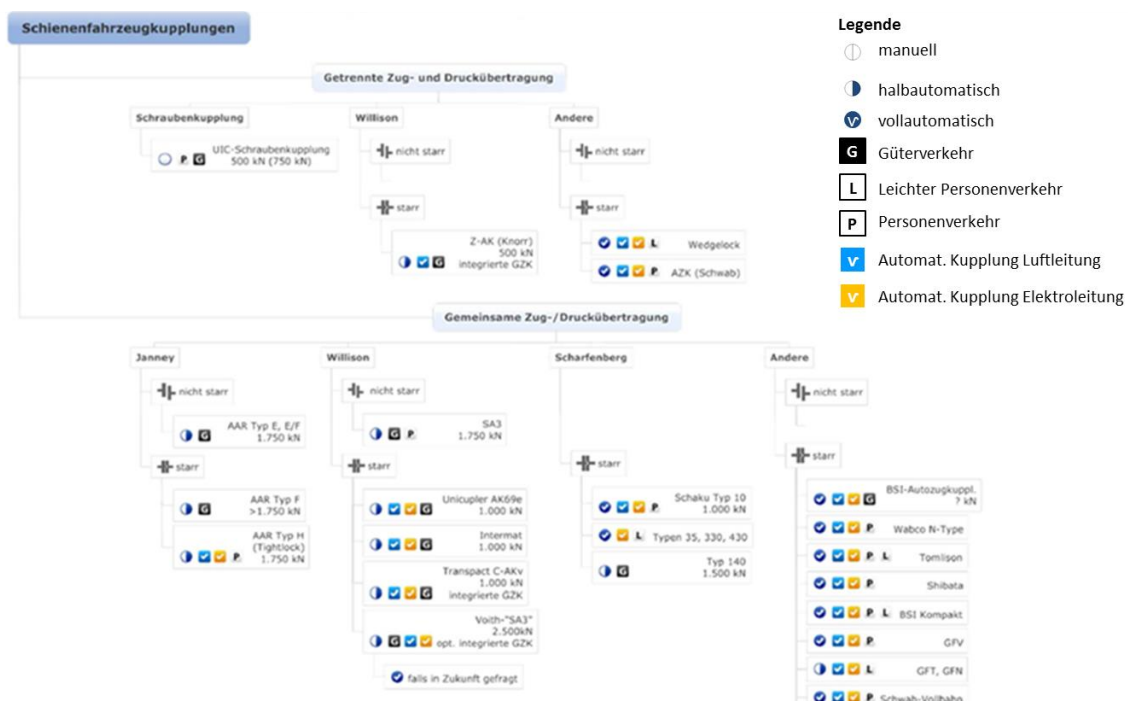 Schienenfahrzeugkupplungen
Getrennte Zug- und Druckübertragung
Schraubenkupplung
UIC-Schraubenkupplung
500 kN (750 kN)
P G
Willison
nicht starr
starr
Z-AK (Knorr)
500 kN
integrierte GZK
G
Andere
nicht starr
starr
L Wedgelock
P AZK (Schwab)
Gemeinsame Zug-/Druckübertragung
Janney
nicht starr
AAR Typ E, E/F
G 1.750 kN
starr
AAR Typ F
G >1.750 kN
AAR Typ H
(Tightlock)
P 1.750 kN
Willison
nicht starr
SA3
G P 1.750 kN
starr
Unicupler AK69e
G 1.000 kN
Intermat
G 1.000 kN
Transpact C-AKv
1.000 kN
G integrierte GZK
Voith-"SA3"
2.500kN
G opt. integrierte GZK
falls in Zukunft gefragt
Scharfenberg
starr
Schaku Typ 10
P 1.000 kN
L Typen 35, 330, 430
Typ 140
G 1.500 kN
Andere
nicht starr
starr
BSI-Autozugkuppl.
G ? kN
P Wabco N-Type
P L Tomlison
P Shibata
P L BSI Kompakt
P GFV
L GFT, GFN
P Schwab-Vollbahn
Legende
manuell
halbautomatisch
vollautomatisch
G Güterverkehr
L Leichter Personenverkehr
P Personenverkehr
Automat. Kupplung Luftleitung
Automat. Kupplung Elektroleitung